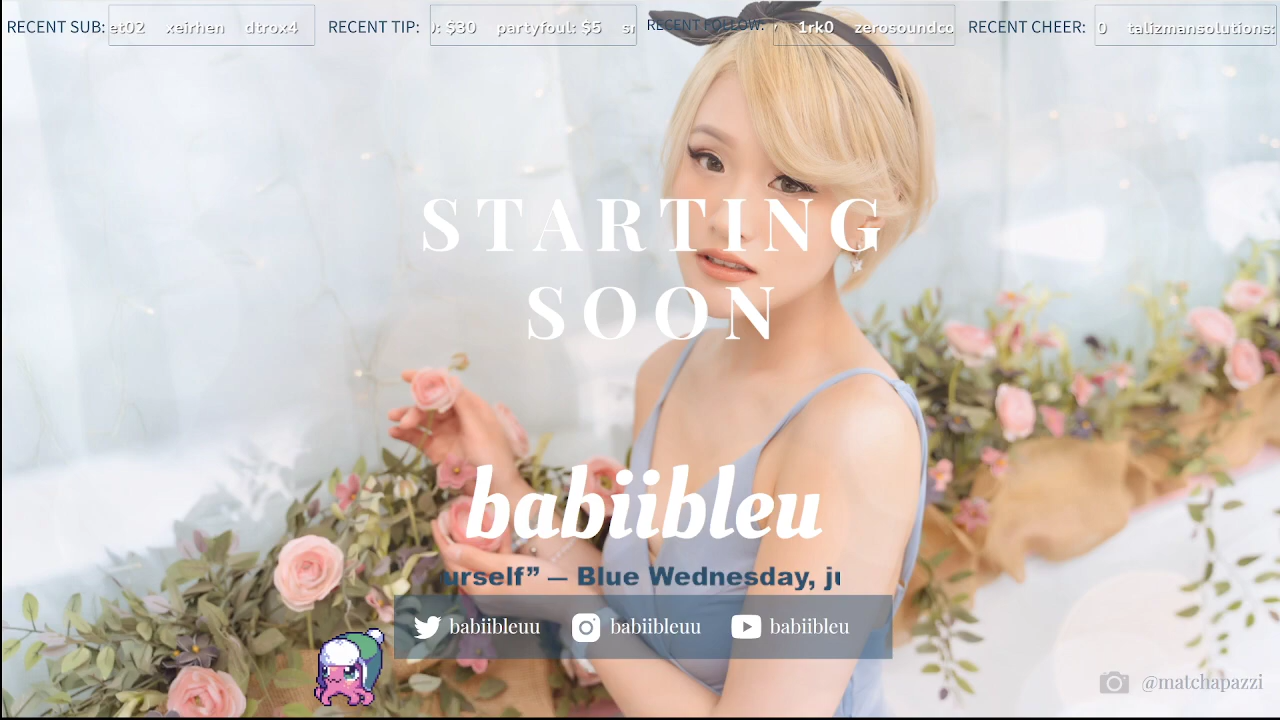 RECENT SUB: et02 xeirhen dtrox4 RECENT TIP: ): $30 partyfoul: $5 RECENT FOLLOW: 1rk0 zerosoundco RECENT CHEER: 0 talizmansolutions:
STARTING
SOON
babiibleu
urself” — Blue Wednesday, ju
babiibleuu babiibleuu babiibleu
@matchapazzi